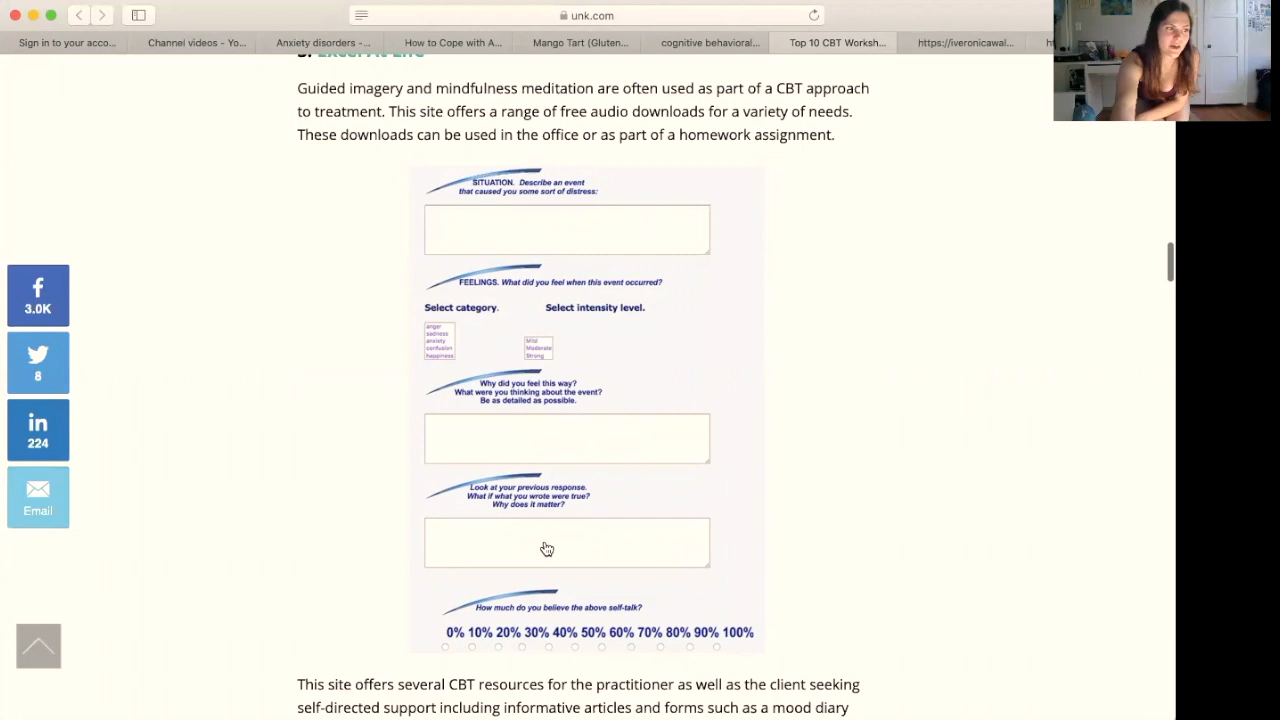 unk.com
Sign in to your acco...
Channel videos - Yo...
Anxiety disorders -...
How to Cope with A...
Mango Tart (Gluten...
cognitive behavioral...
Top 10 CBT Worksh...
https://iveronicawal...
Guided imagery and mindfulness meditation are often used as part of a CBT approach
to treatment. This site offers a range of free audio downloads for a variety of needs.
These downloads can be used in the office or as part of a homework assignment.
SITUATION. Describe an event
that caused you some sort of distress:
FEELINGS. What did you feel when this event occurred?
Select category. Select intensity level.
anger
sadness
anxiety
confusion
happiness
Mild
Moderate
Strong
Why did you feel this way?
What were you thinking about the event?
Be as detailed as possible.
Look at your previous response.
What if what you wrote were true?
Why does it matter?
How much do you believe the above self-talk?
0% 10% 20% 30% 40% 50% 60% 70% 80% 90% 100%
This site offers several CBT resources for the practitioner as well as the client seeking
self-directed support including informative articles and forms such as a mood diary
3.0K
8
in
224
Email